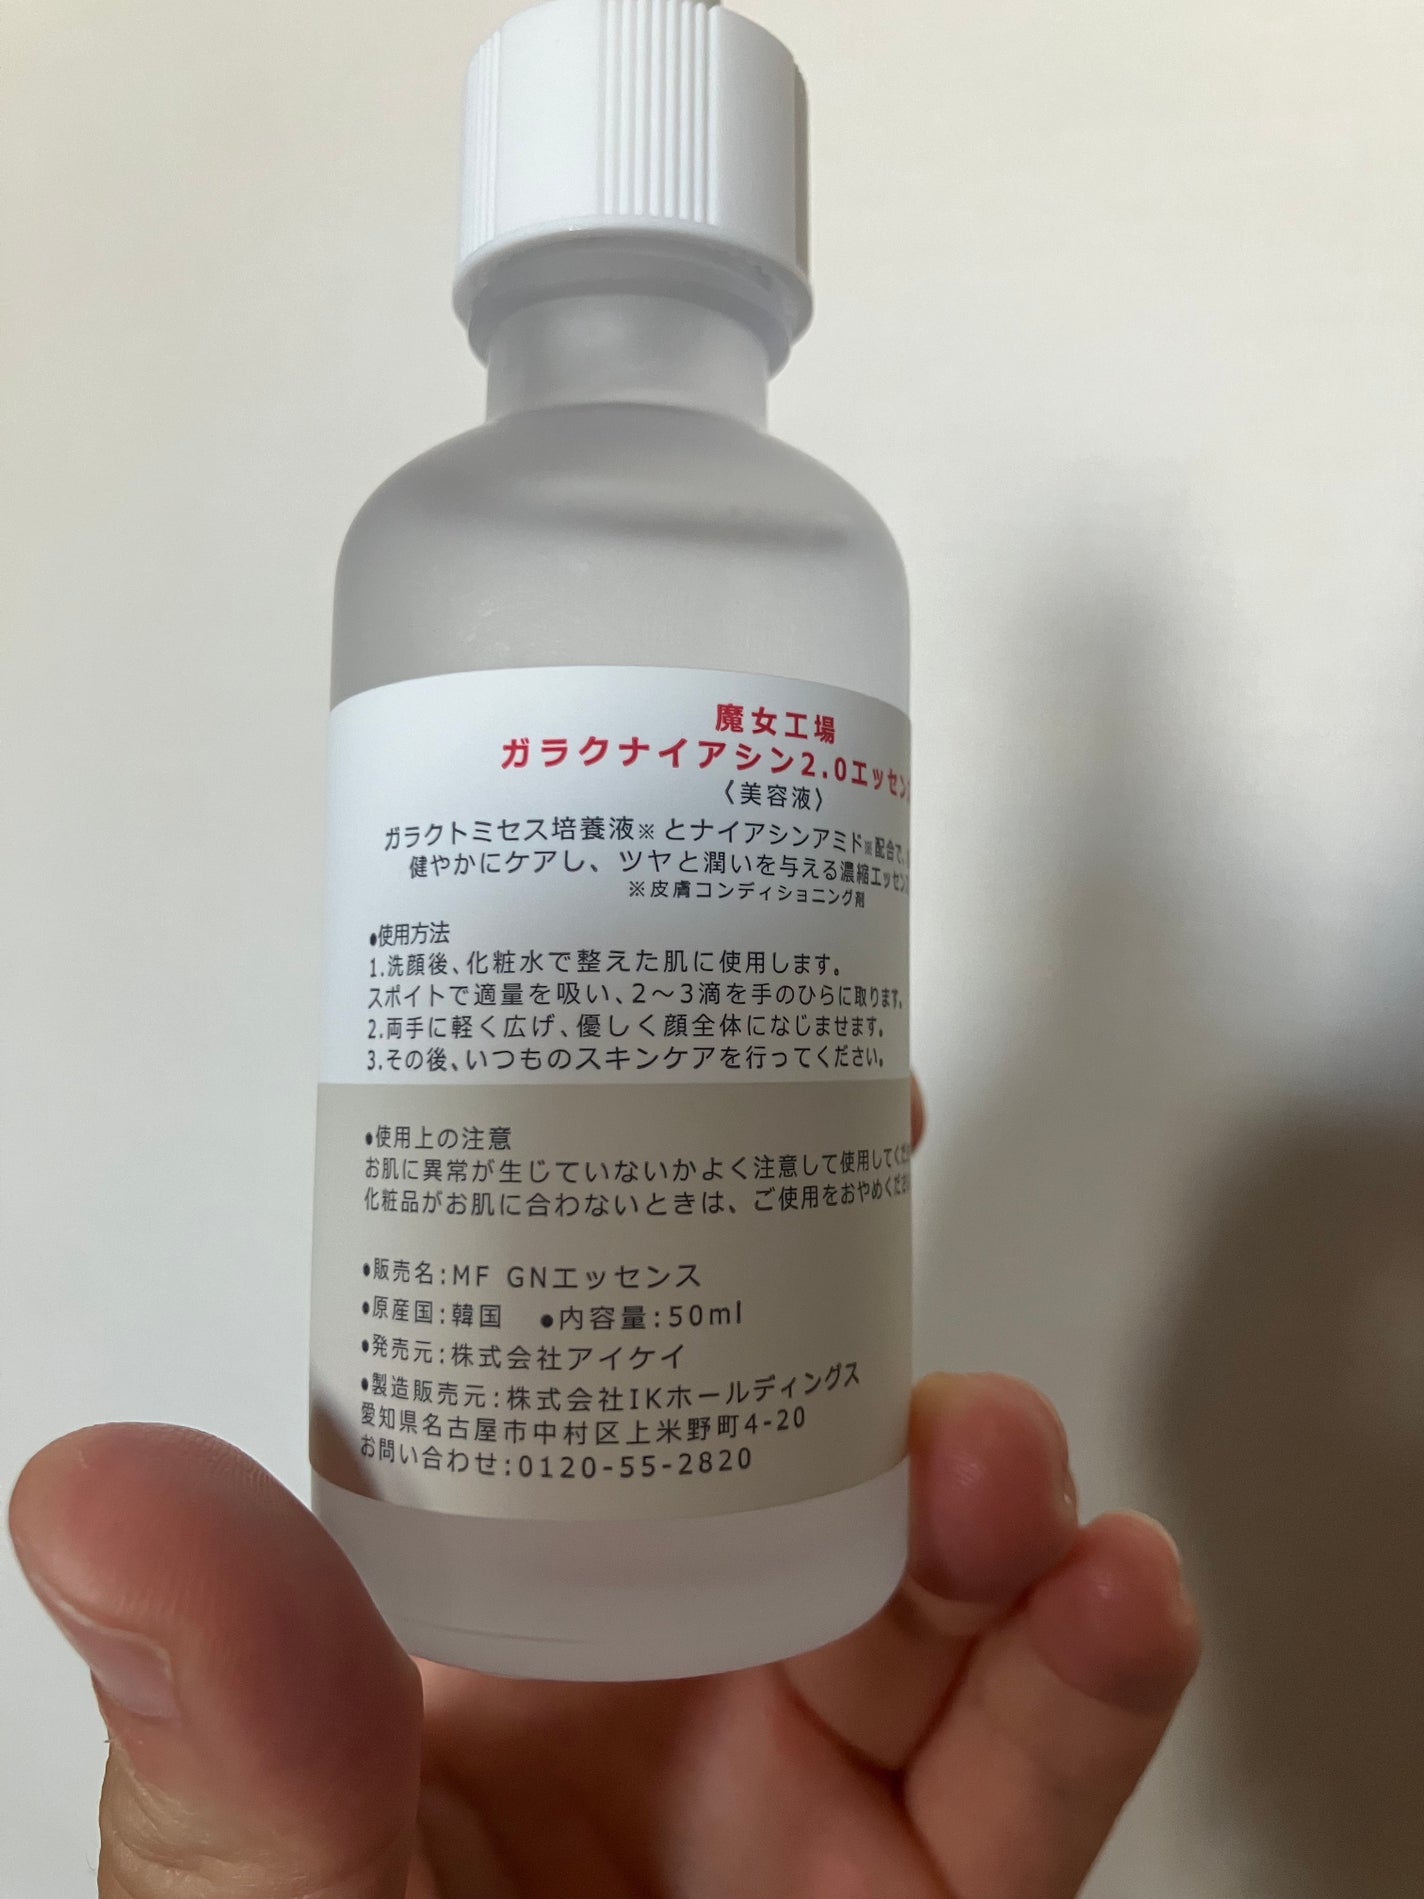 魔女工場
ガラクナイアシン2.0エッセン
〈美容液〉
ガラクトミセス培養液※とナイアシンアミド※配合で、
健やかにケアし、ツヤと潤いを与える濃縮エッセン
※皮膚コンディショニング剤
●使用方法
1.洗顔後、化粧水で整えた肌に使用します。
スポイトで適量を吸い、2〜3滴を手のひらに取ります。
2.両手に軽く広げ、優しく顔全体になじませます。
3.その後、いつものスキンケアを行ってください。
●使用上の注意
お肌に異常が生じていないかよく注意して使用してくだ
化粧品がお肌に合わないときは、ご使用をおやめくださ
●販売名:MF GNエッセンス
●原産国:韓国 ●内容量:50ml
●発売元:株式会社アイケイ
●製造販売元:株式会社IKホールディングス
愛知県名古屋市中村区上米野町4-20
お問い合わせ:0120-55-2820